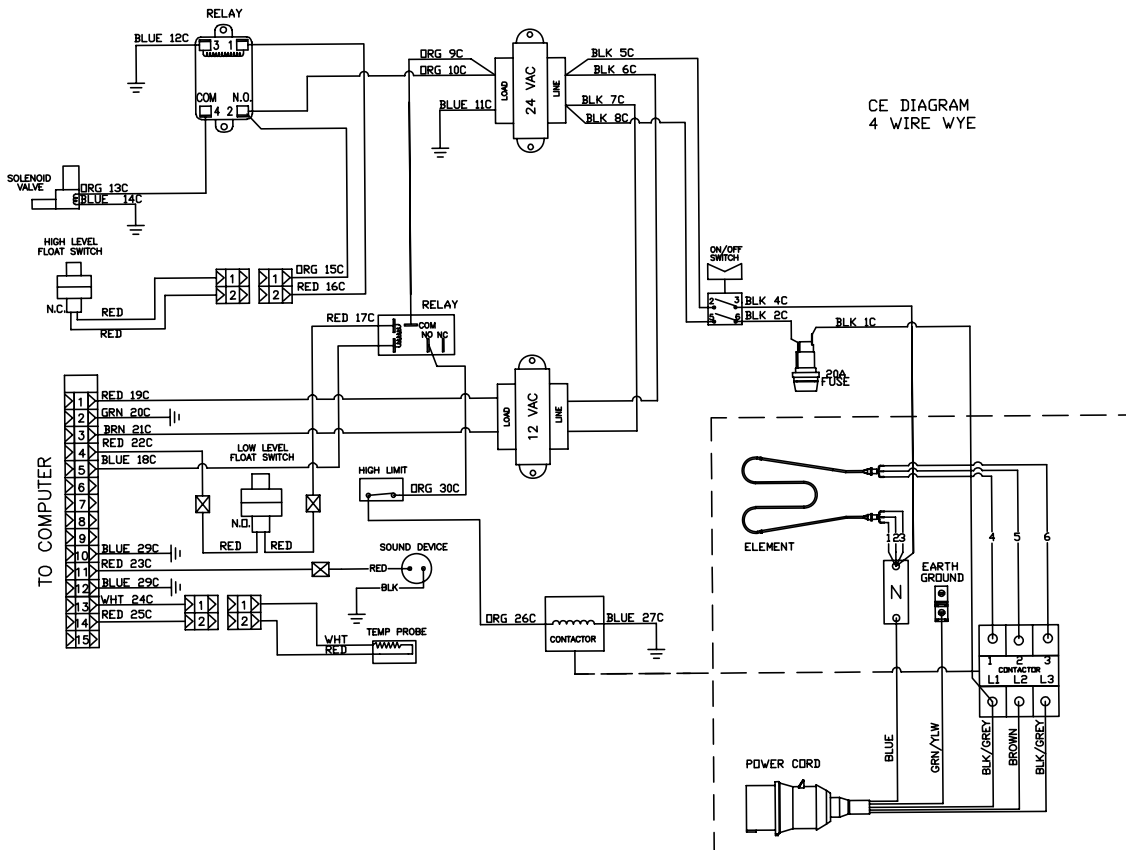 RELAY
BLUE 12C
3 1
COM N.O.
4 2
ORG 9C
ORG 10C
BLUE 11C
LOAD
24 VAC
LINE
BLK 5C
BLK 6C
BLK 7C
BLK 8C
CE DIAGRAM
4 WIRE WYE
SOLENOID
VALVE
ORG 13C
BLUE 14C
HIGH LEVEL
FLOAT SWITCH
N.C.
RED
RED
1
2
1
2
ORG 15C
RED 16C
ON/OFF
SWITCH
2 3
5 6
BLK 4C
BLK 2C
BLK 1C
20A
FUSE
RELAY
RED 17C
COM
NO NC
LOAD
12 VAC
LINE
TO COMPUTER
1
2
3
4
5
6
7
8
9
10
11
12
13
14
15
RED 19C
GRN 20C
BRN 21C
RED 22C
BLUE 18C
LOW LEVEL
FLOAT SWITCH
N.O.
RED
RED
HIGH LIMIT
ORG 30C
BLUE 29C
RED 23C
BLUE 29C
WHT 24C
RED 25C
1
2
1
2
SOUND DEVICE
RED
BLK
WHT
RED
TEMP PROBE
ORG 26C
CONTACTOR
BLUE 27C
ELEMENT
123
N
EARTH
GROUND
4
5
6
1 2 3
CONTACTOR
L1 L2 L3
BLUE
GRN/YLW
BLK/GREY
BROWN
BLK/GREY
POWER CORD